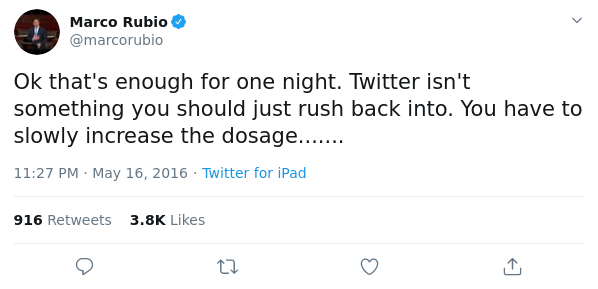 Marco Rubio
@marcorubio
Ok that's enough for one night. Twitter isn't
something you should just rush back into. You have to
slowly increase the dosage.......
11:27 PM · May 16, 2016 · Twitter for iPad
916 Retweets 3.8K Likes